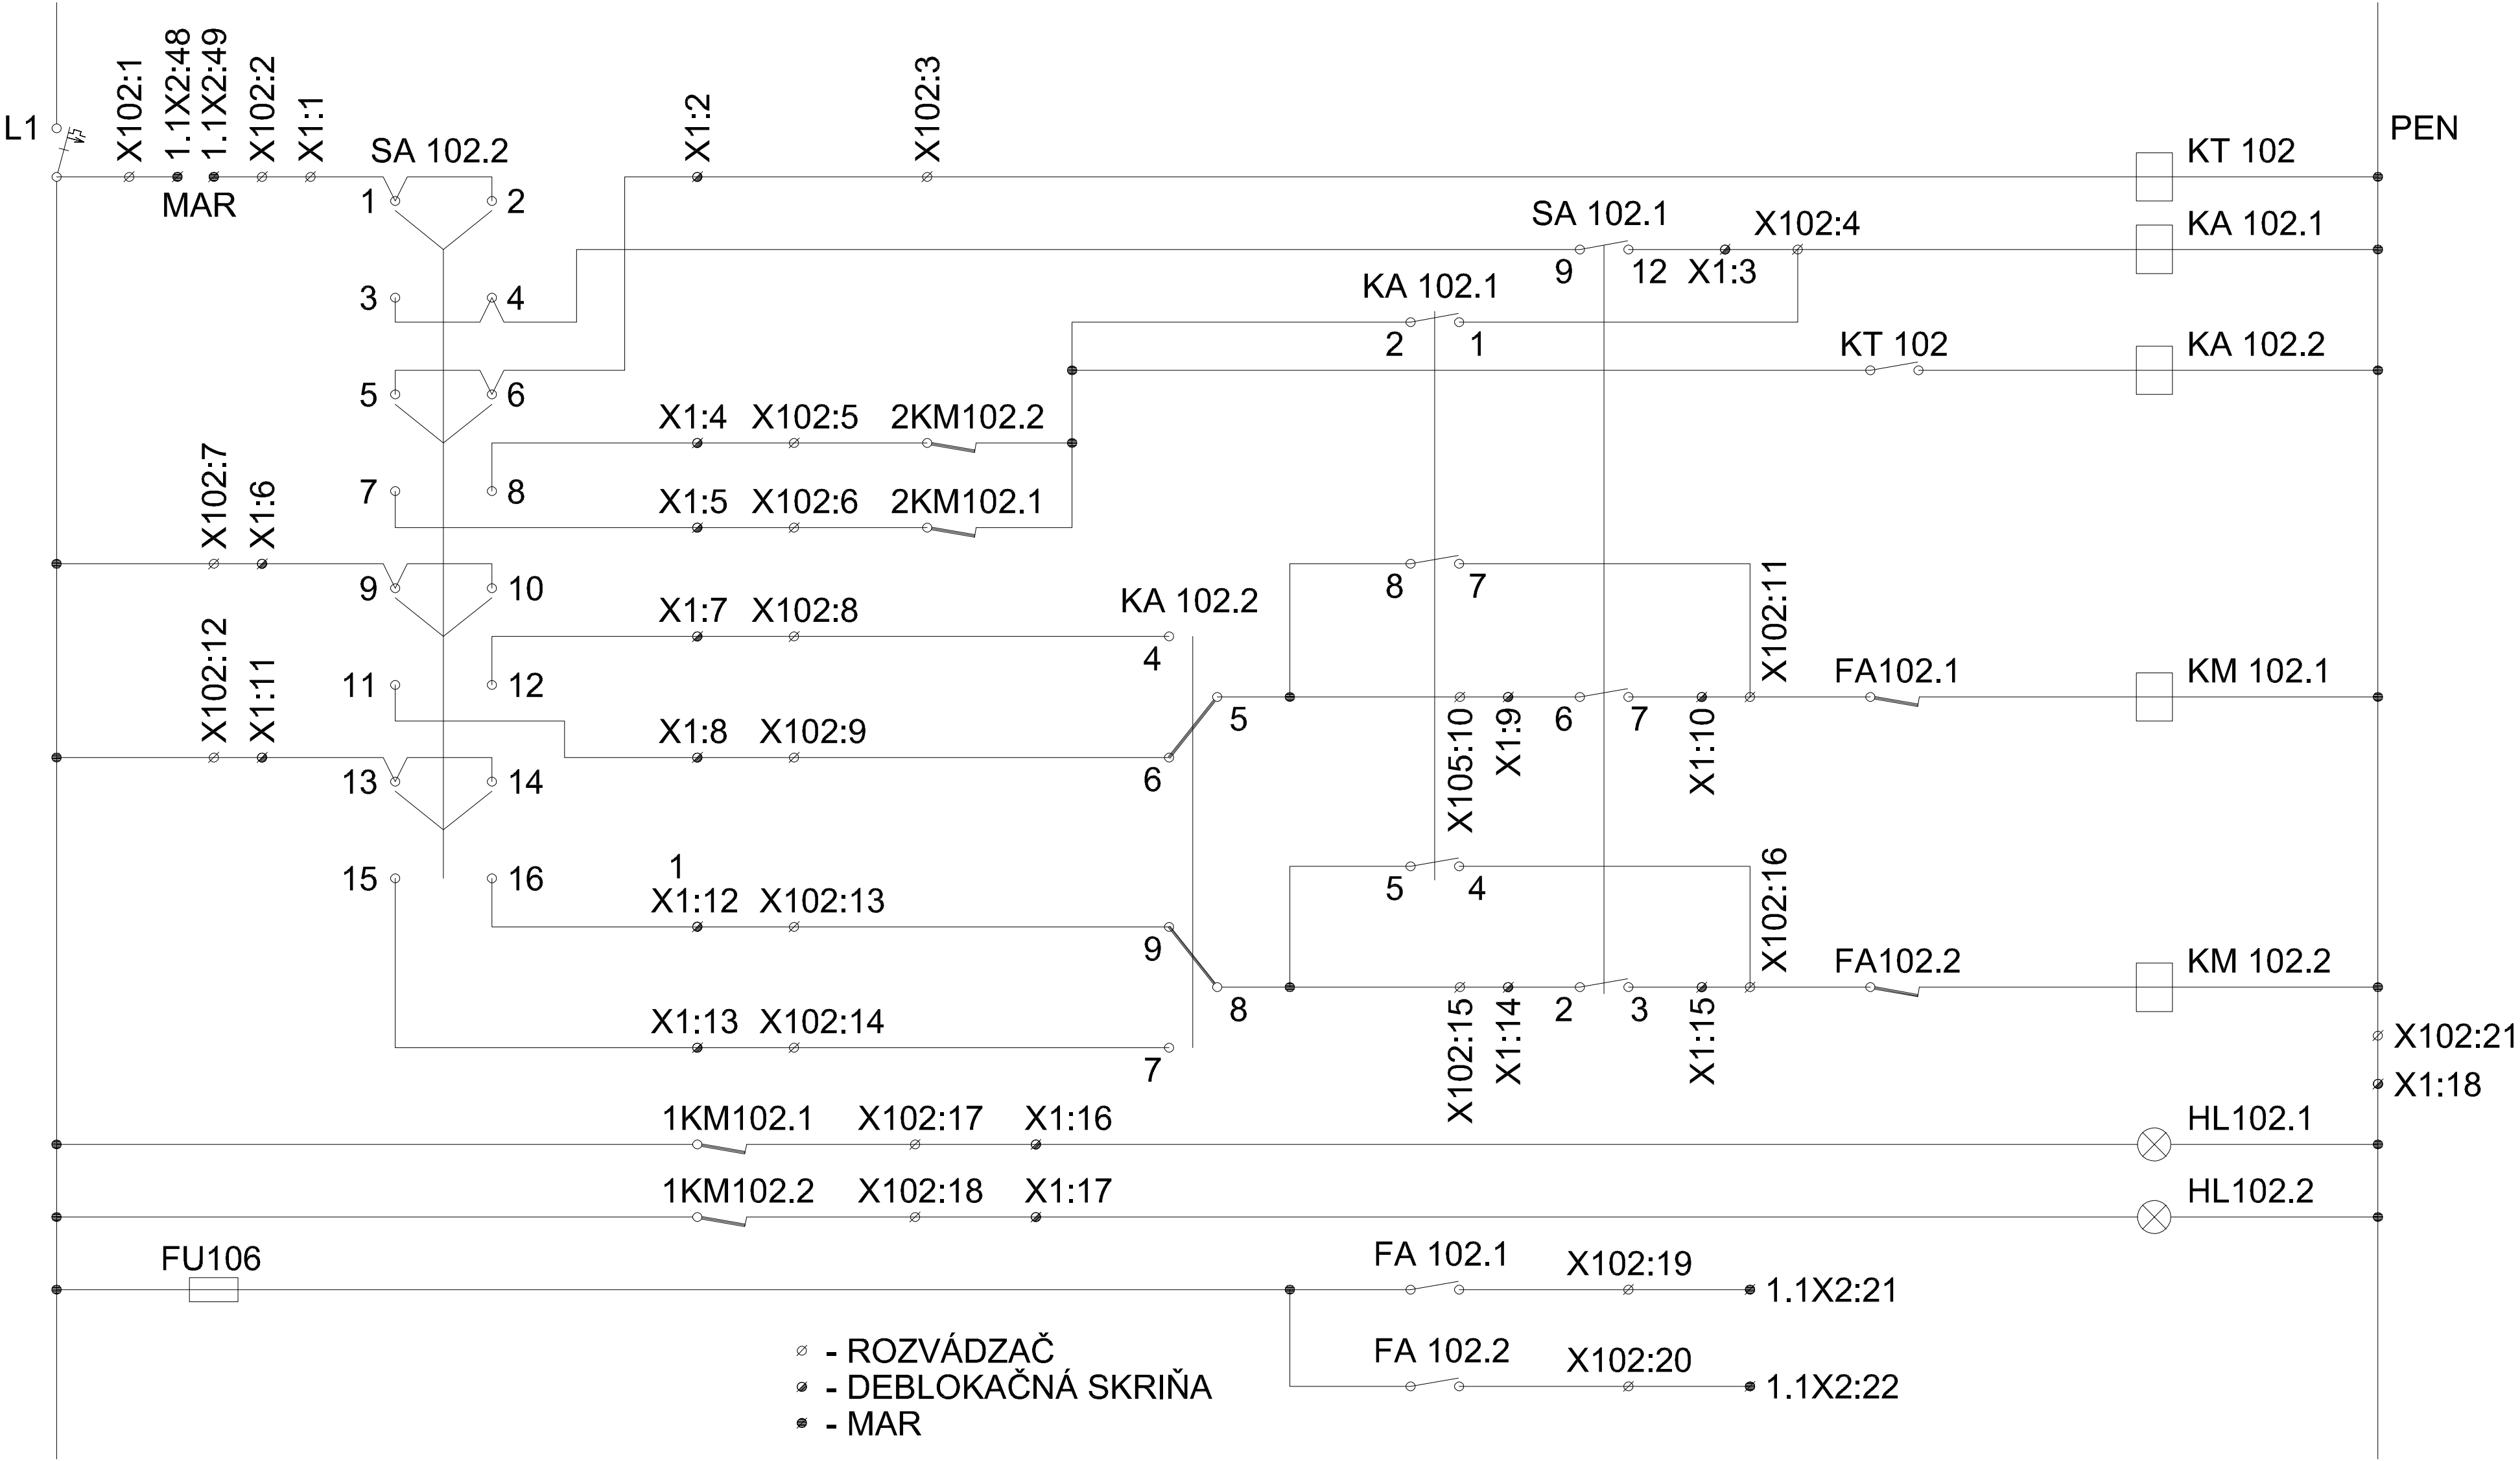 L1
X102:1
1.1X2:48
1.1X2:49
X102:2
X1:1
MAR
SA 102.2
X1:2
X102:3
KT 102
PEN
1
2
SA 102.1
X102:4
KA 102.1
9
12
X1:3
3
4
KA 102.1
2
1
KT 102
KA 102.2
5
6
X1:4
X102:5
2KM102.2
X102:7
X1:6
7
8
X1:5
X102:6
2KM102.1
9
10
8
7
X102:11
X1:7
X102:8
KA 102.2
4
X102:12
X1:11
11
12
FA102.1
KM 102.1
5
X105:10
X1:9
6
7
X1:10
X1:8
X102:9
6
13
14
15
16
1
X1:12
X102:13
9
5
4
X102:16
FA102.2
KM 102.2
8
X102:15
X1:14
2
3
X1:15
X1:13
X102:14
7
X102:21
X1:18
1KM102.1
X102:17
X1:16
HL102.1
1KM102.2
X102:18
X1:17
HL102.2
FU106
FA 102.1
X102:19
1.1X2:21
FA 102.2
X102:20
1.1X2:22
- ROZVÁDZAČ
- DEBLOKAČNÁ SKRIŇA
- MAR